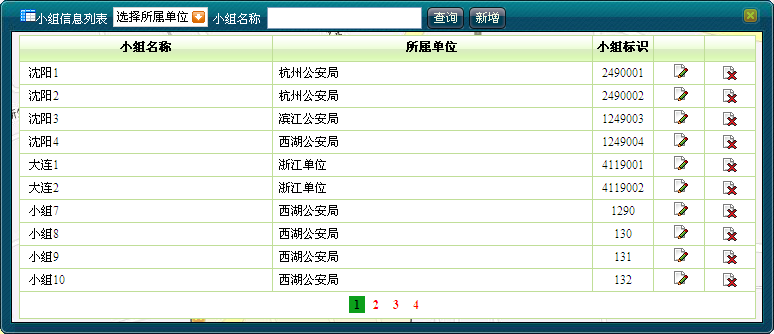 小组信息列表 选择所属单位 小组名称 查询 新增
小组名称 所属单位 小组标识
沈阳1 杭州公安局 2490001
沈阳2 杭州公安局 2490002
沈阳3 滨江公安局 1249003
沈阳4 西湖公安局 1249004
大连1 浙江单位 4119001
大连2 浙江单位 4119002
小组7 西湖公安局 1290
小组8 西湖公安局 130
小组9 西湖公安局 131
小组10 西湖公安局 132
1 2 3 4